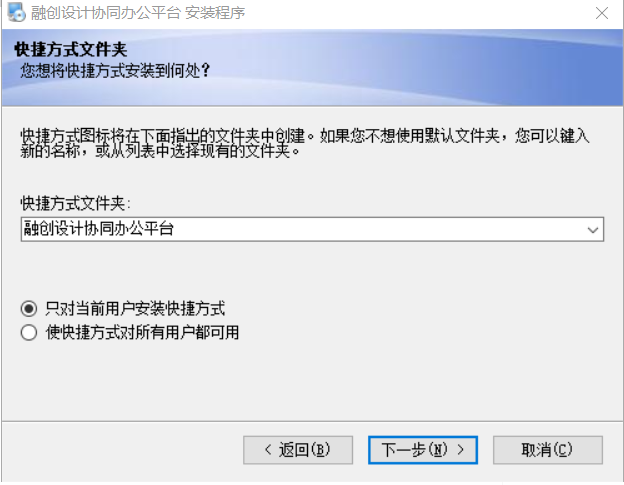 融创设计协同办公平台 安装程序
快捷方式文件夹
您想将快捷方式安装到何处？
快捷方式图标将在下面指出的文件夹中创建。如果您不想使用默认文件夹，您可以键入
新的名称，或从列表中选择现有的文件夹。
快捷方式文件夹:
融创设计协同办公平台
只对当前用户安装快捷方式
使快捷方式对所有用户都可用
< 返回(B) 下一步(N) > 取消(C)